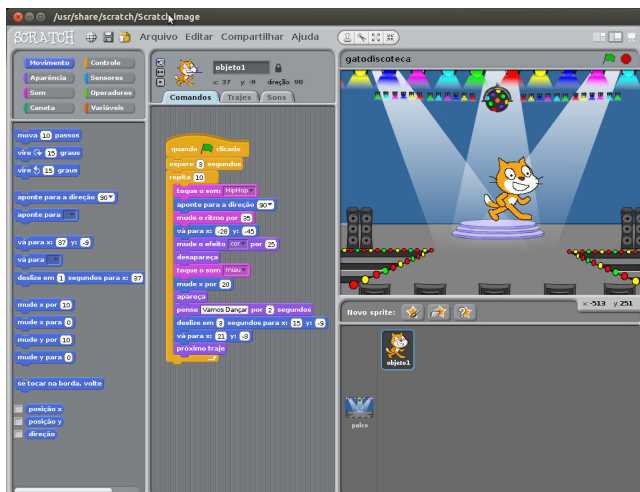 /usr/share/scratch/Scratch.image
SCRATCH
Arquivo Editar Compartilhar Ajuda
Movimento
Controle
Aparência
Sensores
Som
Operadores
Caneta
Variáveis
mova 10 passos
vire 15 graus
vire 15 graus
aponte para a direção 90
aponte para
vá para x: 37 y: -9
vá para
deslize em 1 segundos para x: 37
mude x por 10
mude x para 0
mude y por 10
mude y para 0
se tocar na borda, volte
posição x
posição y
direção
objeto1
x: 37 y: -9 direção 90
Comandos
Trajes
Sons
quando clicado
espere 3 segundos
repita 10
toque o som HipHop
aponte para a direção 90
mude o ritmo por 35
vá para x: -28 y: -45
mude o efeito cor por 25
desapareça
toque o som miau
mude x por 20
apareça
pense Vamos Dançar por 2 segundos
deslize em 3 segundos para x: 15 y: -9
vá para x: 21 y: -8
próximo traje
gatodiscoteca
x: -513 y: 251
Novo sprite:
objeto1
palco